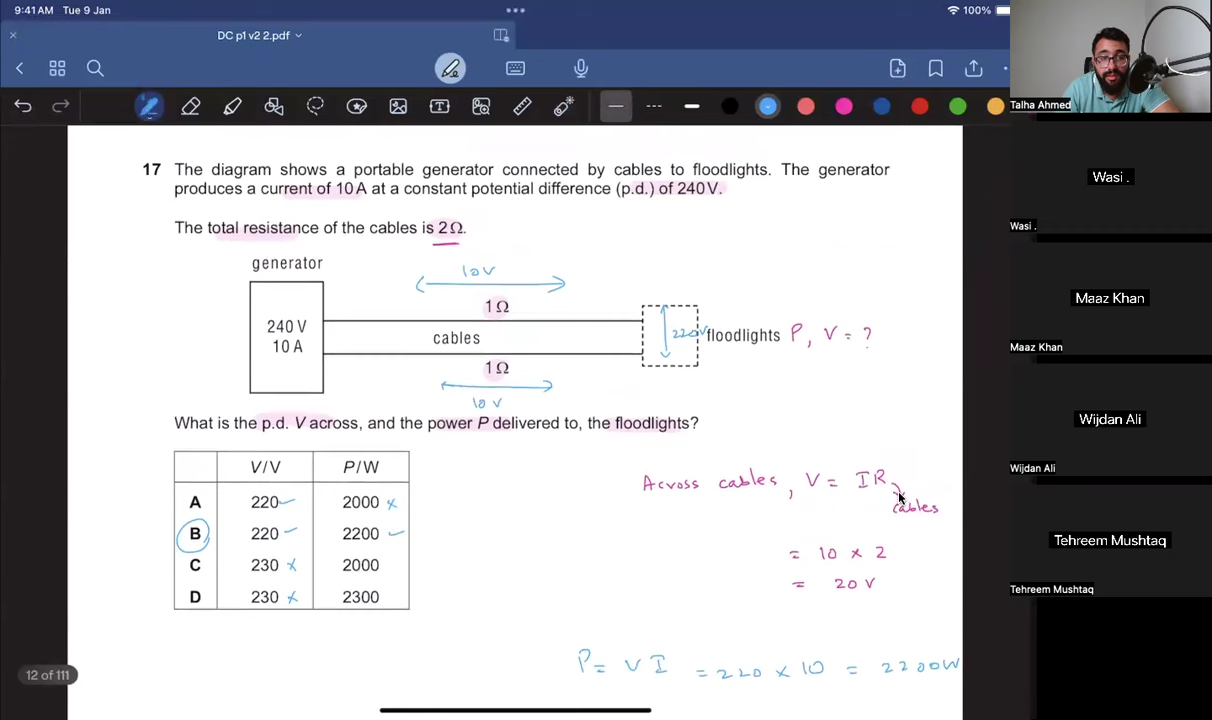 9:41 AM Tue 9 Jan
100%
DC p1 v2 2.pdf
Talha Ahmed
17 The diagram shows a portable generator connected by cables to floodlights. The generator
produces a current of 10 A at a constant potential difference (p.d.) of 240 V.
The total resistance of the cables is 2 Ω.
generator
10V
1 Ω
240 V
10 A
cables
220V
floodlights P, V = ?
1 Ω
10 V
What is the p.d. V across, and the power P delivered to, the floodlights?
V/V P/W
A 220 2000
B 220 2200
C 230 2000
D 230 2300
Across cables, V = IR
cables
= 10 × 2
= 20 V
P = VI = 220 × 10 = 2200W
12 of 111
Wasi .
Wasi .
Maaz Khan
Maaz Khan
Wijdan Ali
Wijdan Ali
Tehreem Mushtaq
Tehreem Mushtaq